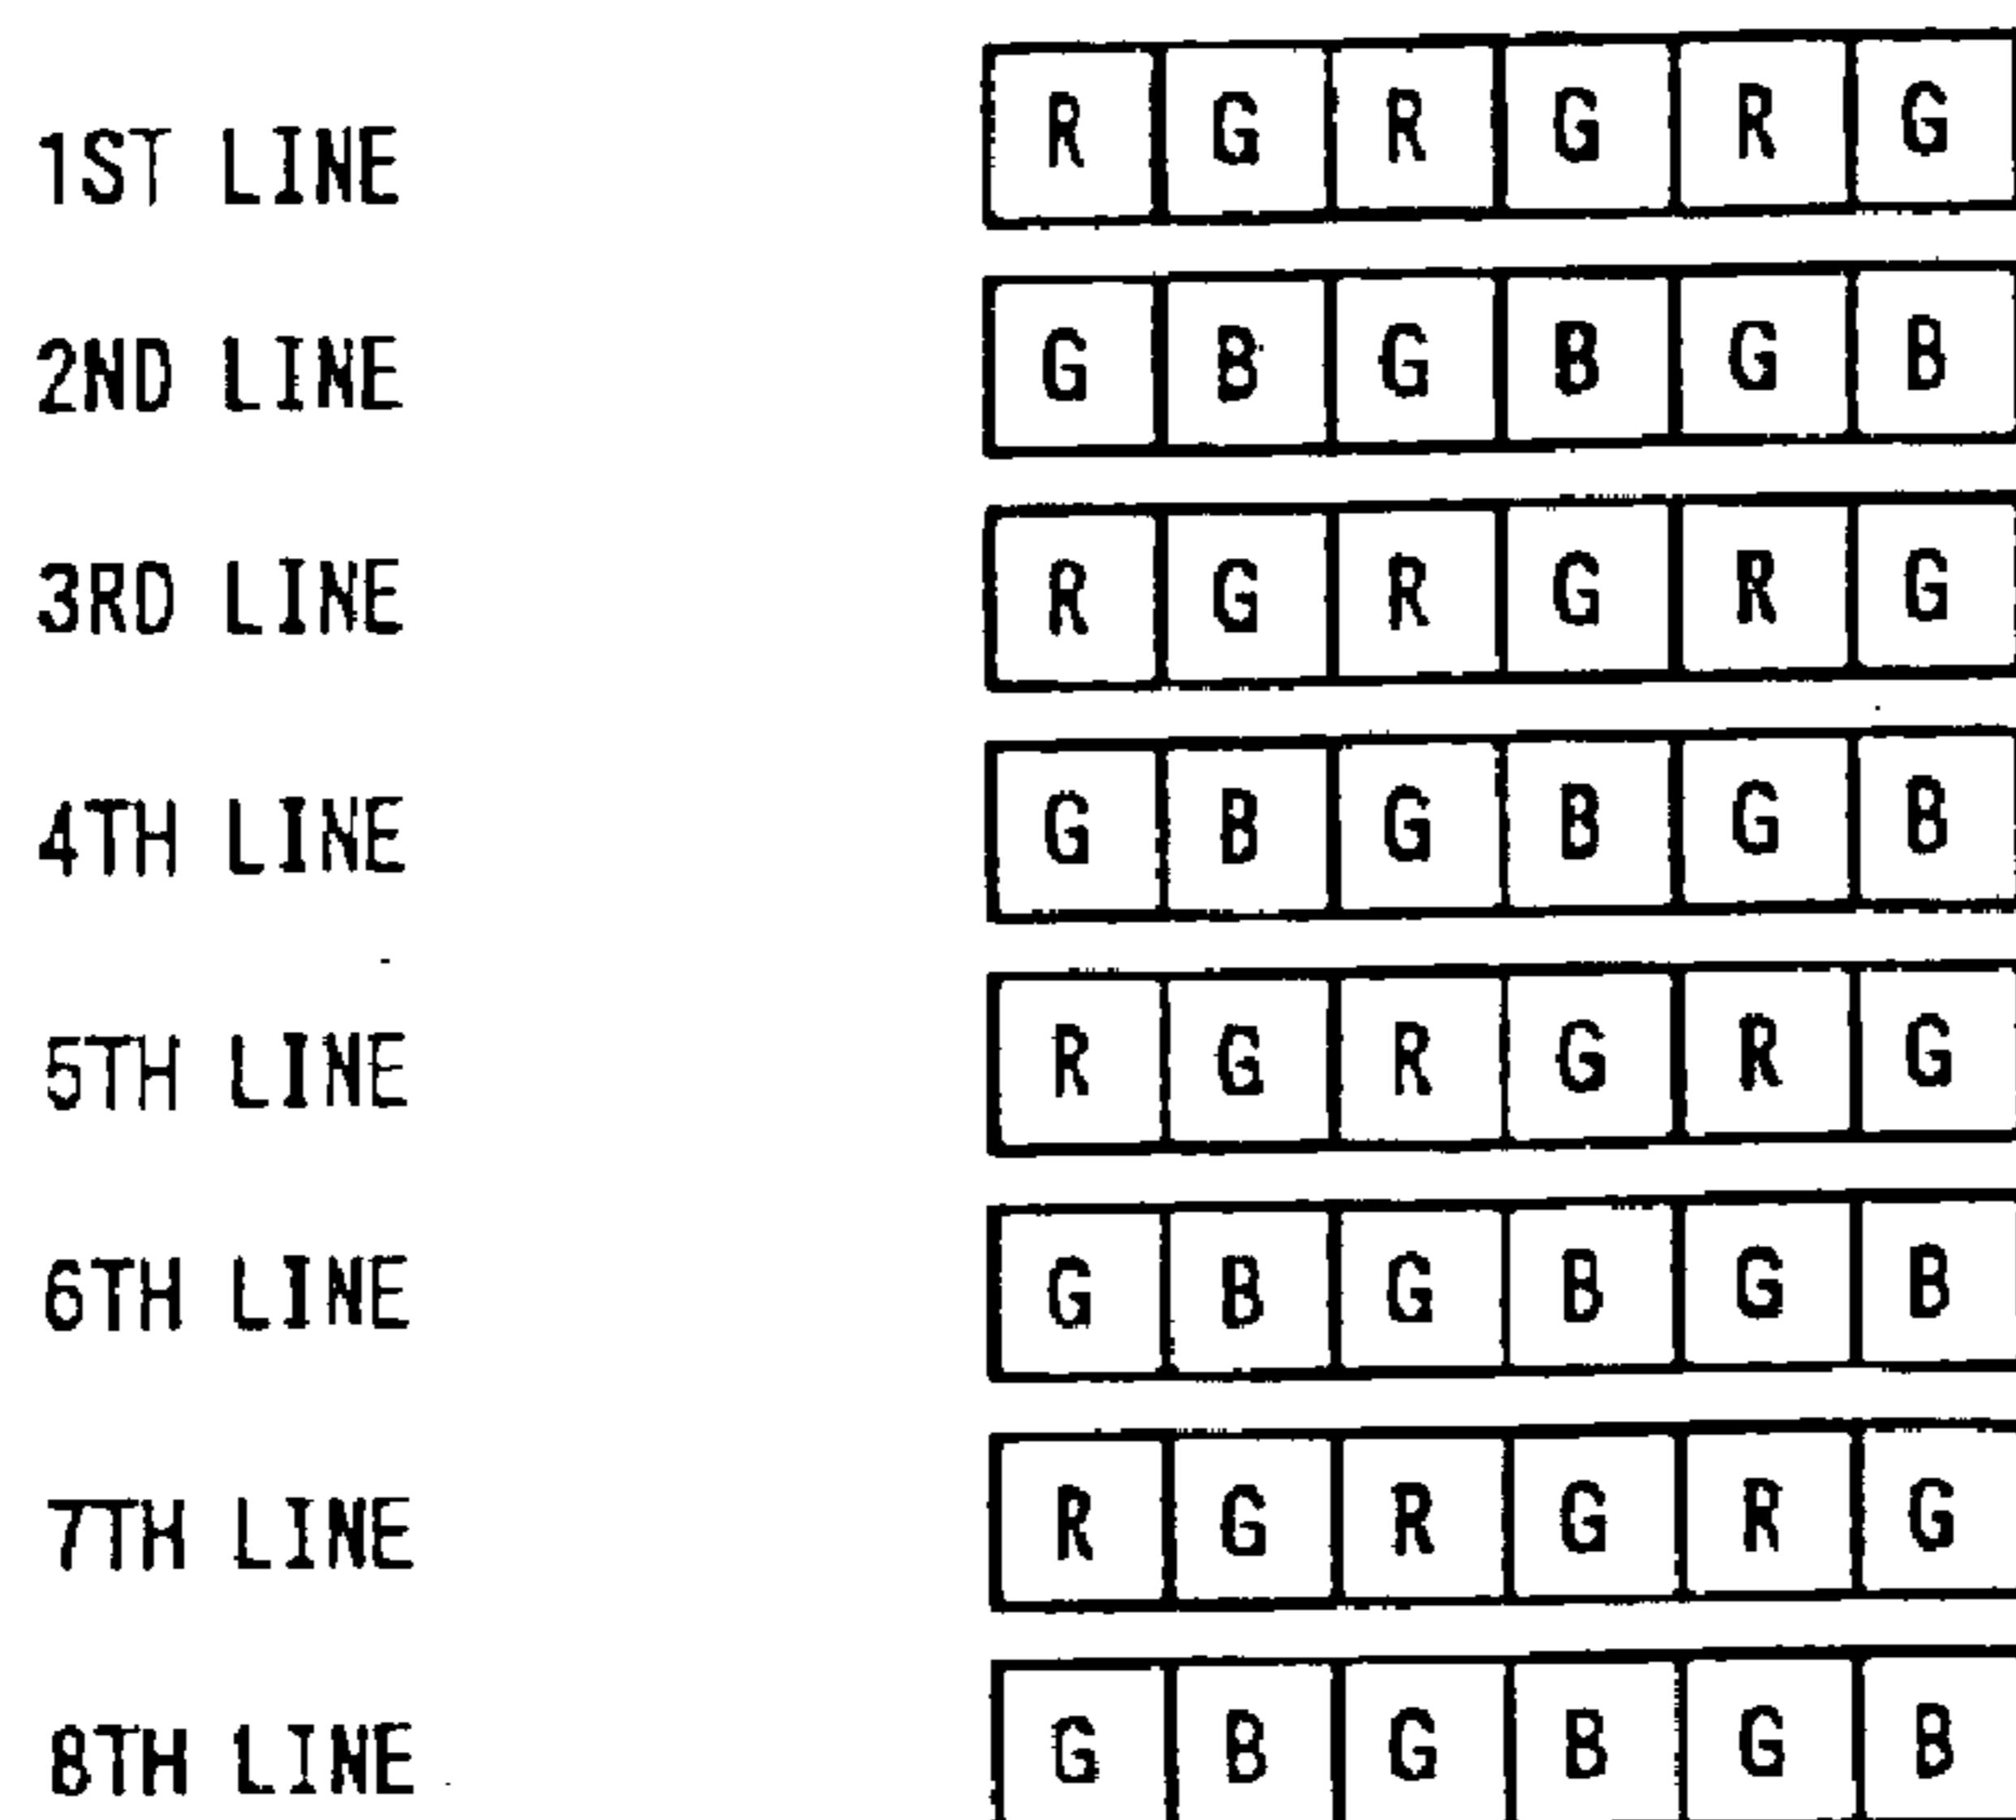 1ST LINE R G R G R G
2ND LINE G B G B G B
3RD LINE R G R G R G
4TH LINE G B G B G B
5TH LINE R G R G R G
6TH LINE G B G B G B
7TH LINE R G R G R G
8TH LINE G B G B G B